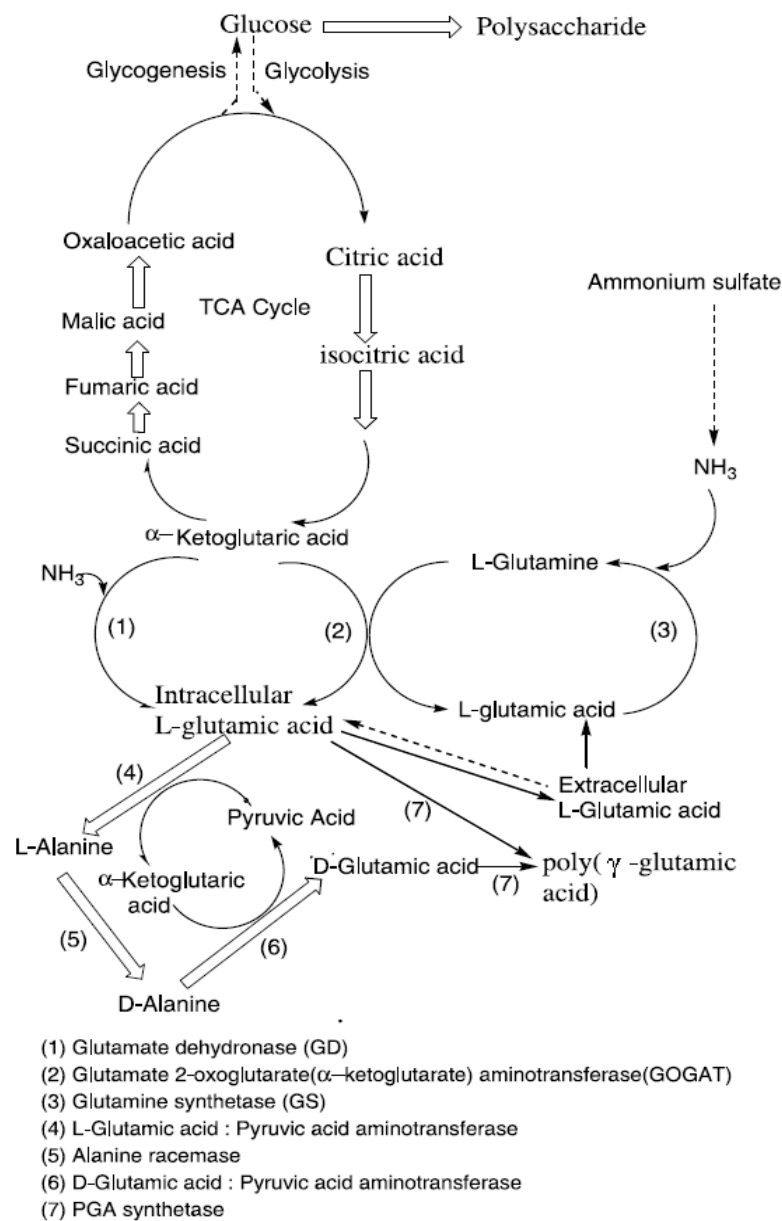 Glucose
Polysaccharide
Glycogenesis
Glycolysis
Oxaloacetic acid
Citric acid
Ammonium sulfate
TCA Cycle
Malic acid
isocitric acid
Fumaric acid
Succinic acid
NH3
α-Ketoglutaric acid
L-Glutamine
NH3
(1)
(2)
(3)
Intracellular
L-glutamic acid
L-glutamic acid
(4)
Extracellular
L-Glutamic acid
Pyruvic Acid
(7)
L-Alanine
α-Ketoglutaric
acid
D-Glutamic acid
(7)
poly(γ-glutamic
acid)
(5)
(6)
D-Alanine
(1) Glutamate dehydronase (GD)
(2) Glutamate 2-oxoglutarate(α-ketoglutarate) aminotransferase(GOGAT)
(3) Glutamine synthetase (GS)
(4) L-Glutamic acid : Pyruvic acid aminotransferase
(5) Alanine racemase
(6) D-Glutamic acid : Pyruvic acid aminotransferase
(7) PGA synthetase